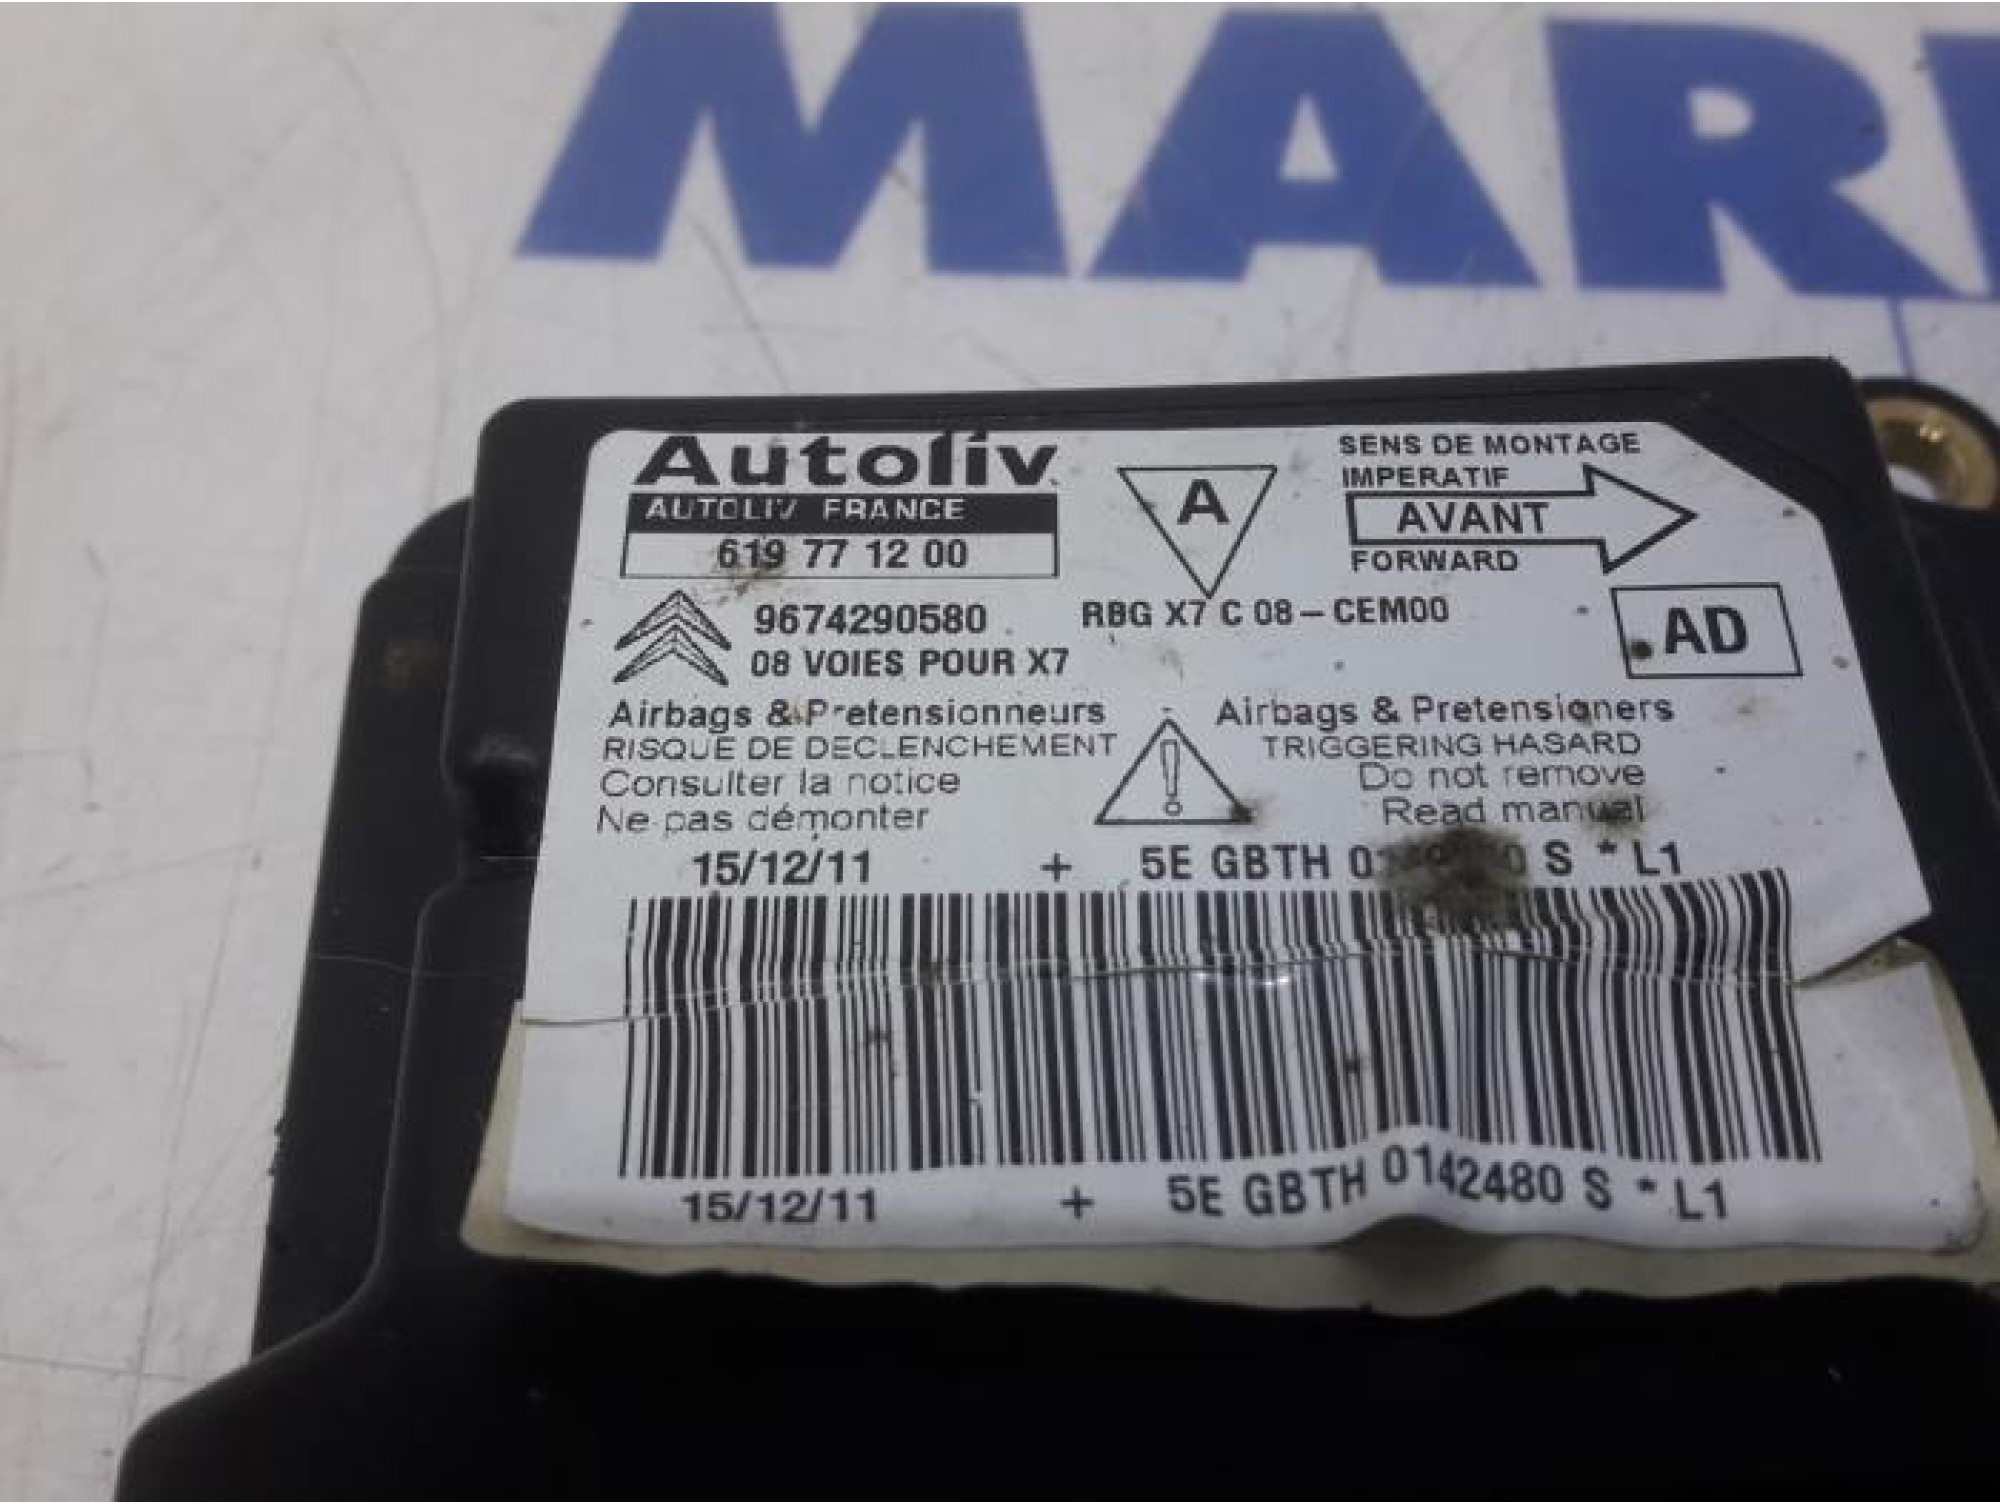 MAR
Autoliv
AUTOLIV FRANCE
619 77 12 00
A
SENS DE MONTAGE
IMPERATIF
AVANT
FORWARD
9674290580
RBG X7 C 08-CEM00
08 VOIES POUR X7
AD
Airbags & Pretensionneurs
RISQUE DE DECLENCHEMENT
Consulter la notice
Ne pas démonter
Airbags & Pretensioners
TRIGGERING HASARD
Do not remove
Read manual
15/12/11 + 5E GBTH S * L1
15/12/11 + 5E GBTH 0142480 S * L1